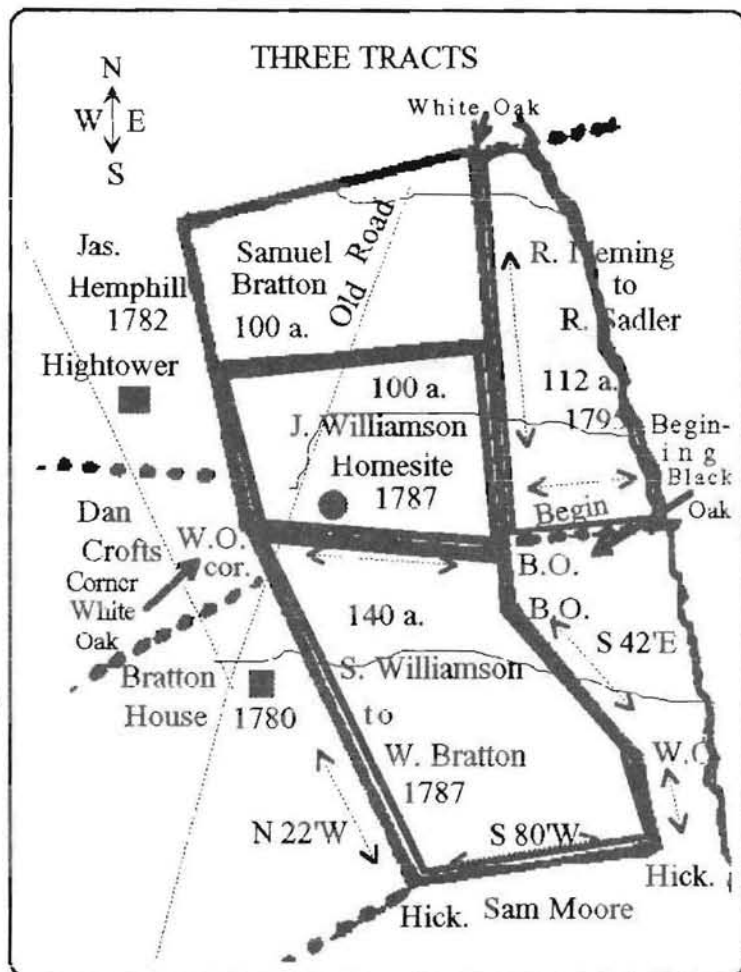 THREE TRACTS
N
W E
S
White Oak
Jas.
Hemphill
1782
Samuel
Bratton
100 a.
Old Road
R. Fleming
to
R. Sadler
112 a.
Hightower
100 a.
J. Williamson
Homesite
1787
Begin-
ing
Black
Oak
Begin
Dan
Crofts
Corner
White
Oak
W.O.
cor.
B.O.
B.O.
140 a.
S 42'E
Bratton
House
1780
S. Williamson
to
W. Bratton
1787
W.O.
N 22'W
S 80'W
Hick.
Sam Moore
Hick.